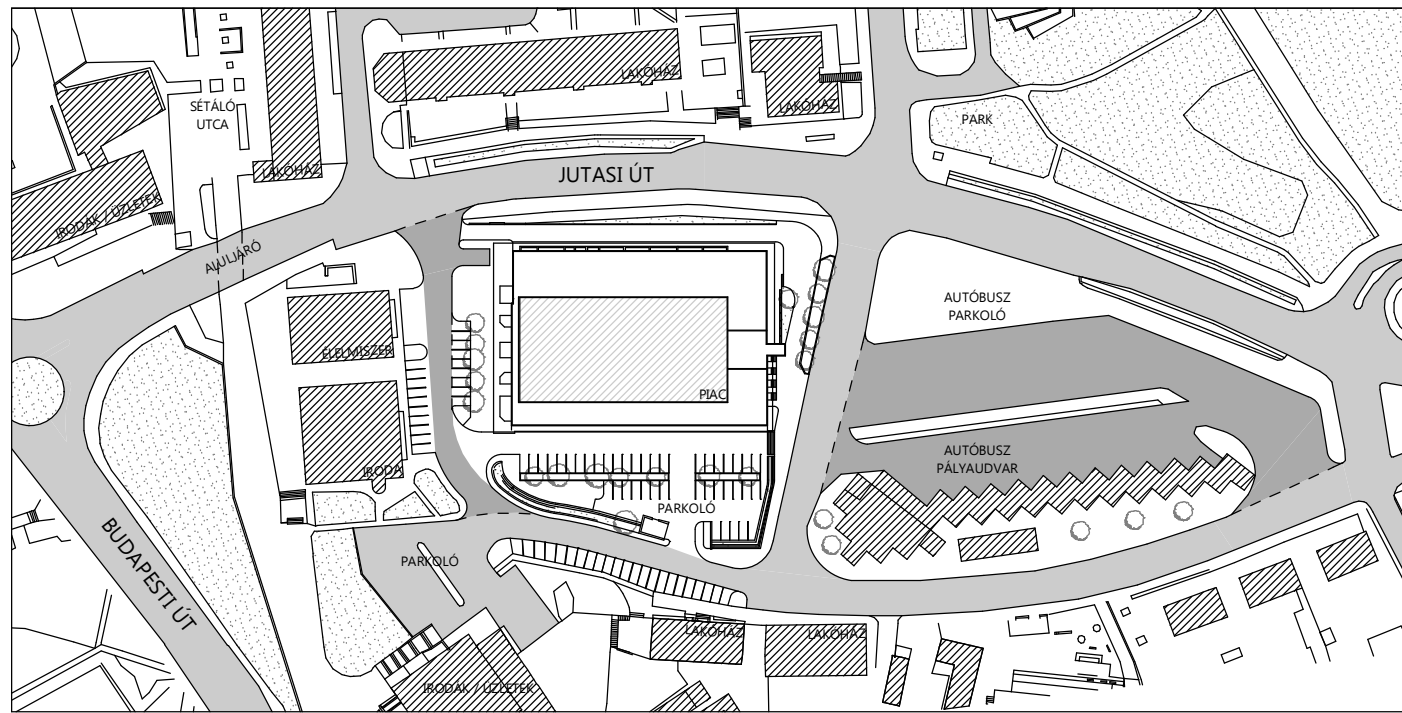 LAKÓHÁZ
LAKÓHÁZ
SÉTÁLÓ
UTCA
PARK
LAKÓHÁZ
JUTASI ÚT
IRODÁK / ÜZLETEK
ALULJÁRÓ
AUTÓBUSZ
PARKOLÓ
ÉLELMISZER
PIAC
AUTÓBUSZ
PÁLYAUDVAR
IRODA
PARKOLÓ
BUDAPESTI ÚT
PARKOLÓ
LAKÓHÁZ
LAKÓHÁZ
IRODÁK / ÜZLETEK